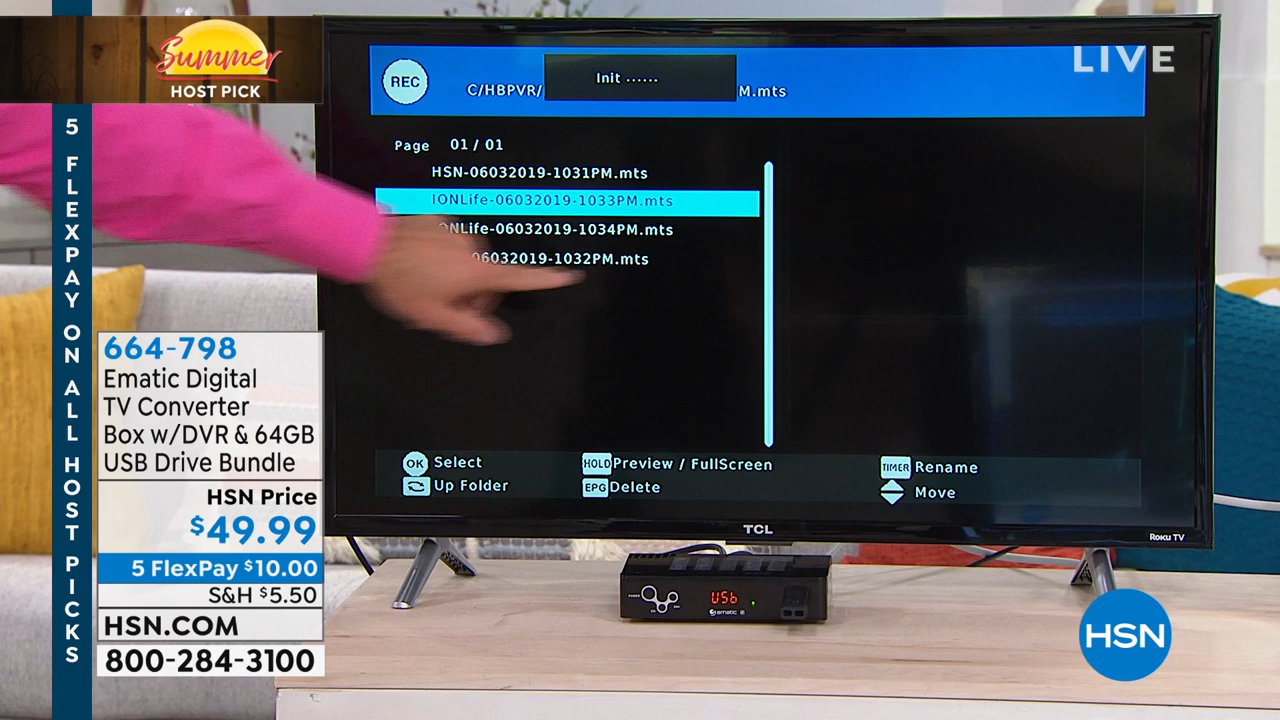 Summer
HOST PICK
5 FLEXPAY ON ALL HOST PICKS
664-798
Ematic Digital
TV Converter
Box w/DVR & 64GB
USB Drive Bundle
HSN Price
$49.99
5 FlexPay $10.00
S&H $5.50
HSN.COM
800-284-3100
LIVE
REC
C/HBPVR/
Init ......
M.mts
Page 01 / 01
HSN-06032019-1031PM.mts
IONLife-06032019-1033PM.mts
ONLife-06032019-1034PM.mts
06032019-1032PM.mts
OK Select
HOLD Preview / FullScreen
TIMER Rename
Up Folder
EPG Delete
Move
TCL
Roku TV
USb
ematic
HSN